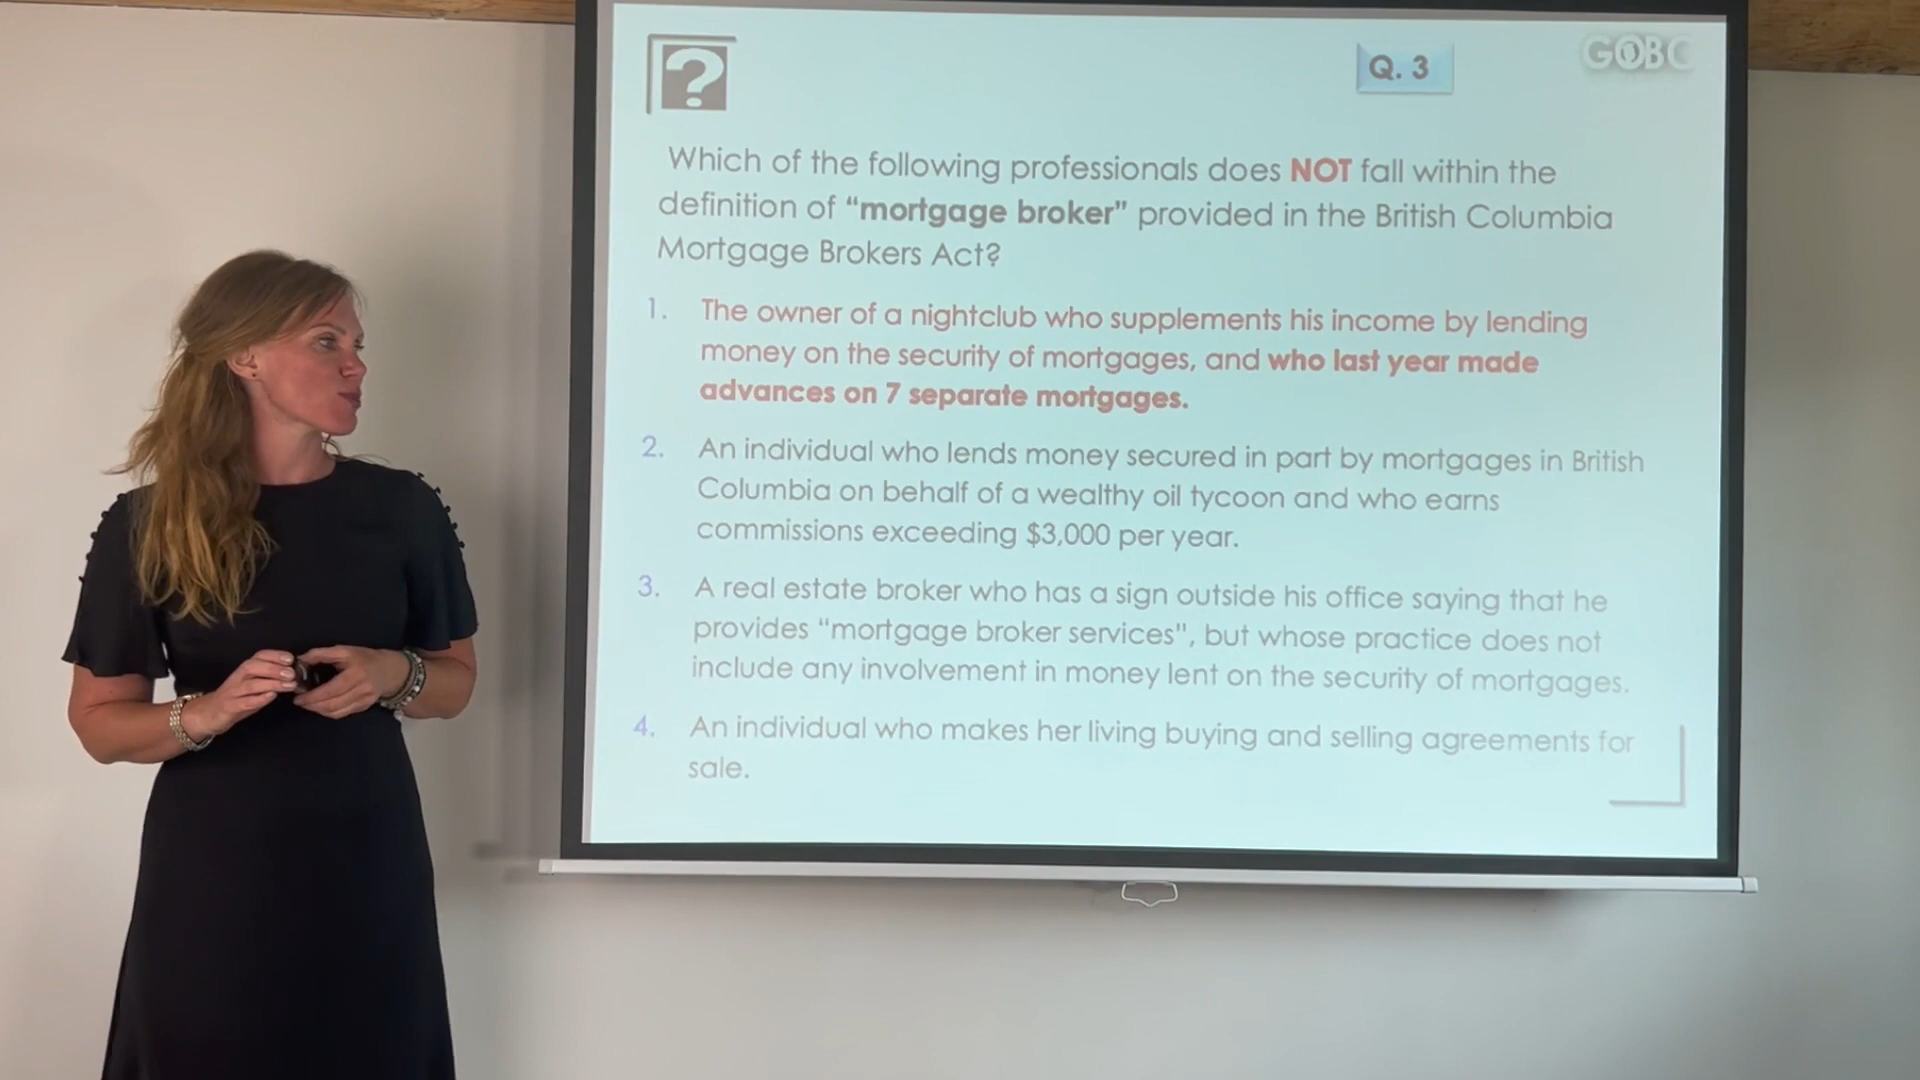 ?
Q. 3
GOBC
Which of the following professionals does NOT fall within the
definition of “mortgage broker” provided in the British Columbia
Mortgage Brokers Act?
1. The owner of a nightclub who supplements his income by lending
money on the security of mortgages, and who last year made
advances on 7 separate mortgages.
2. An individual who lends money secured in part by mortgages in British
Columbia on behalf of a wealthy oil tycoon and who earns
commissions exceeding $3,000 per year.
3. A real estate broker who has a sign outside his office saying that he
provides “mortgage broker services", but whose practice does not
include any involvement in money lent on the security of mortgages.
4. An individual who makes her living buying and selling agreements for
sale.